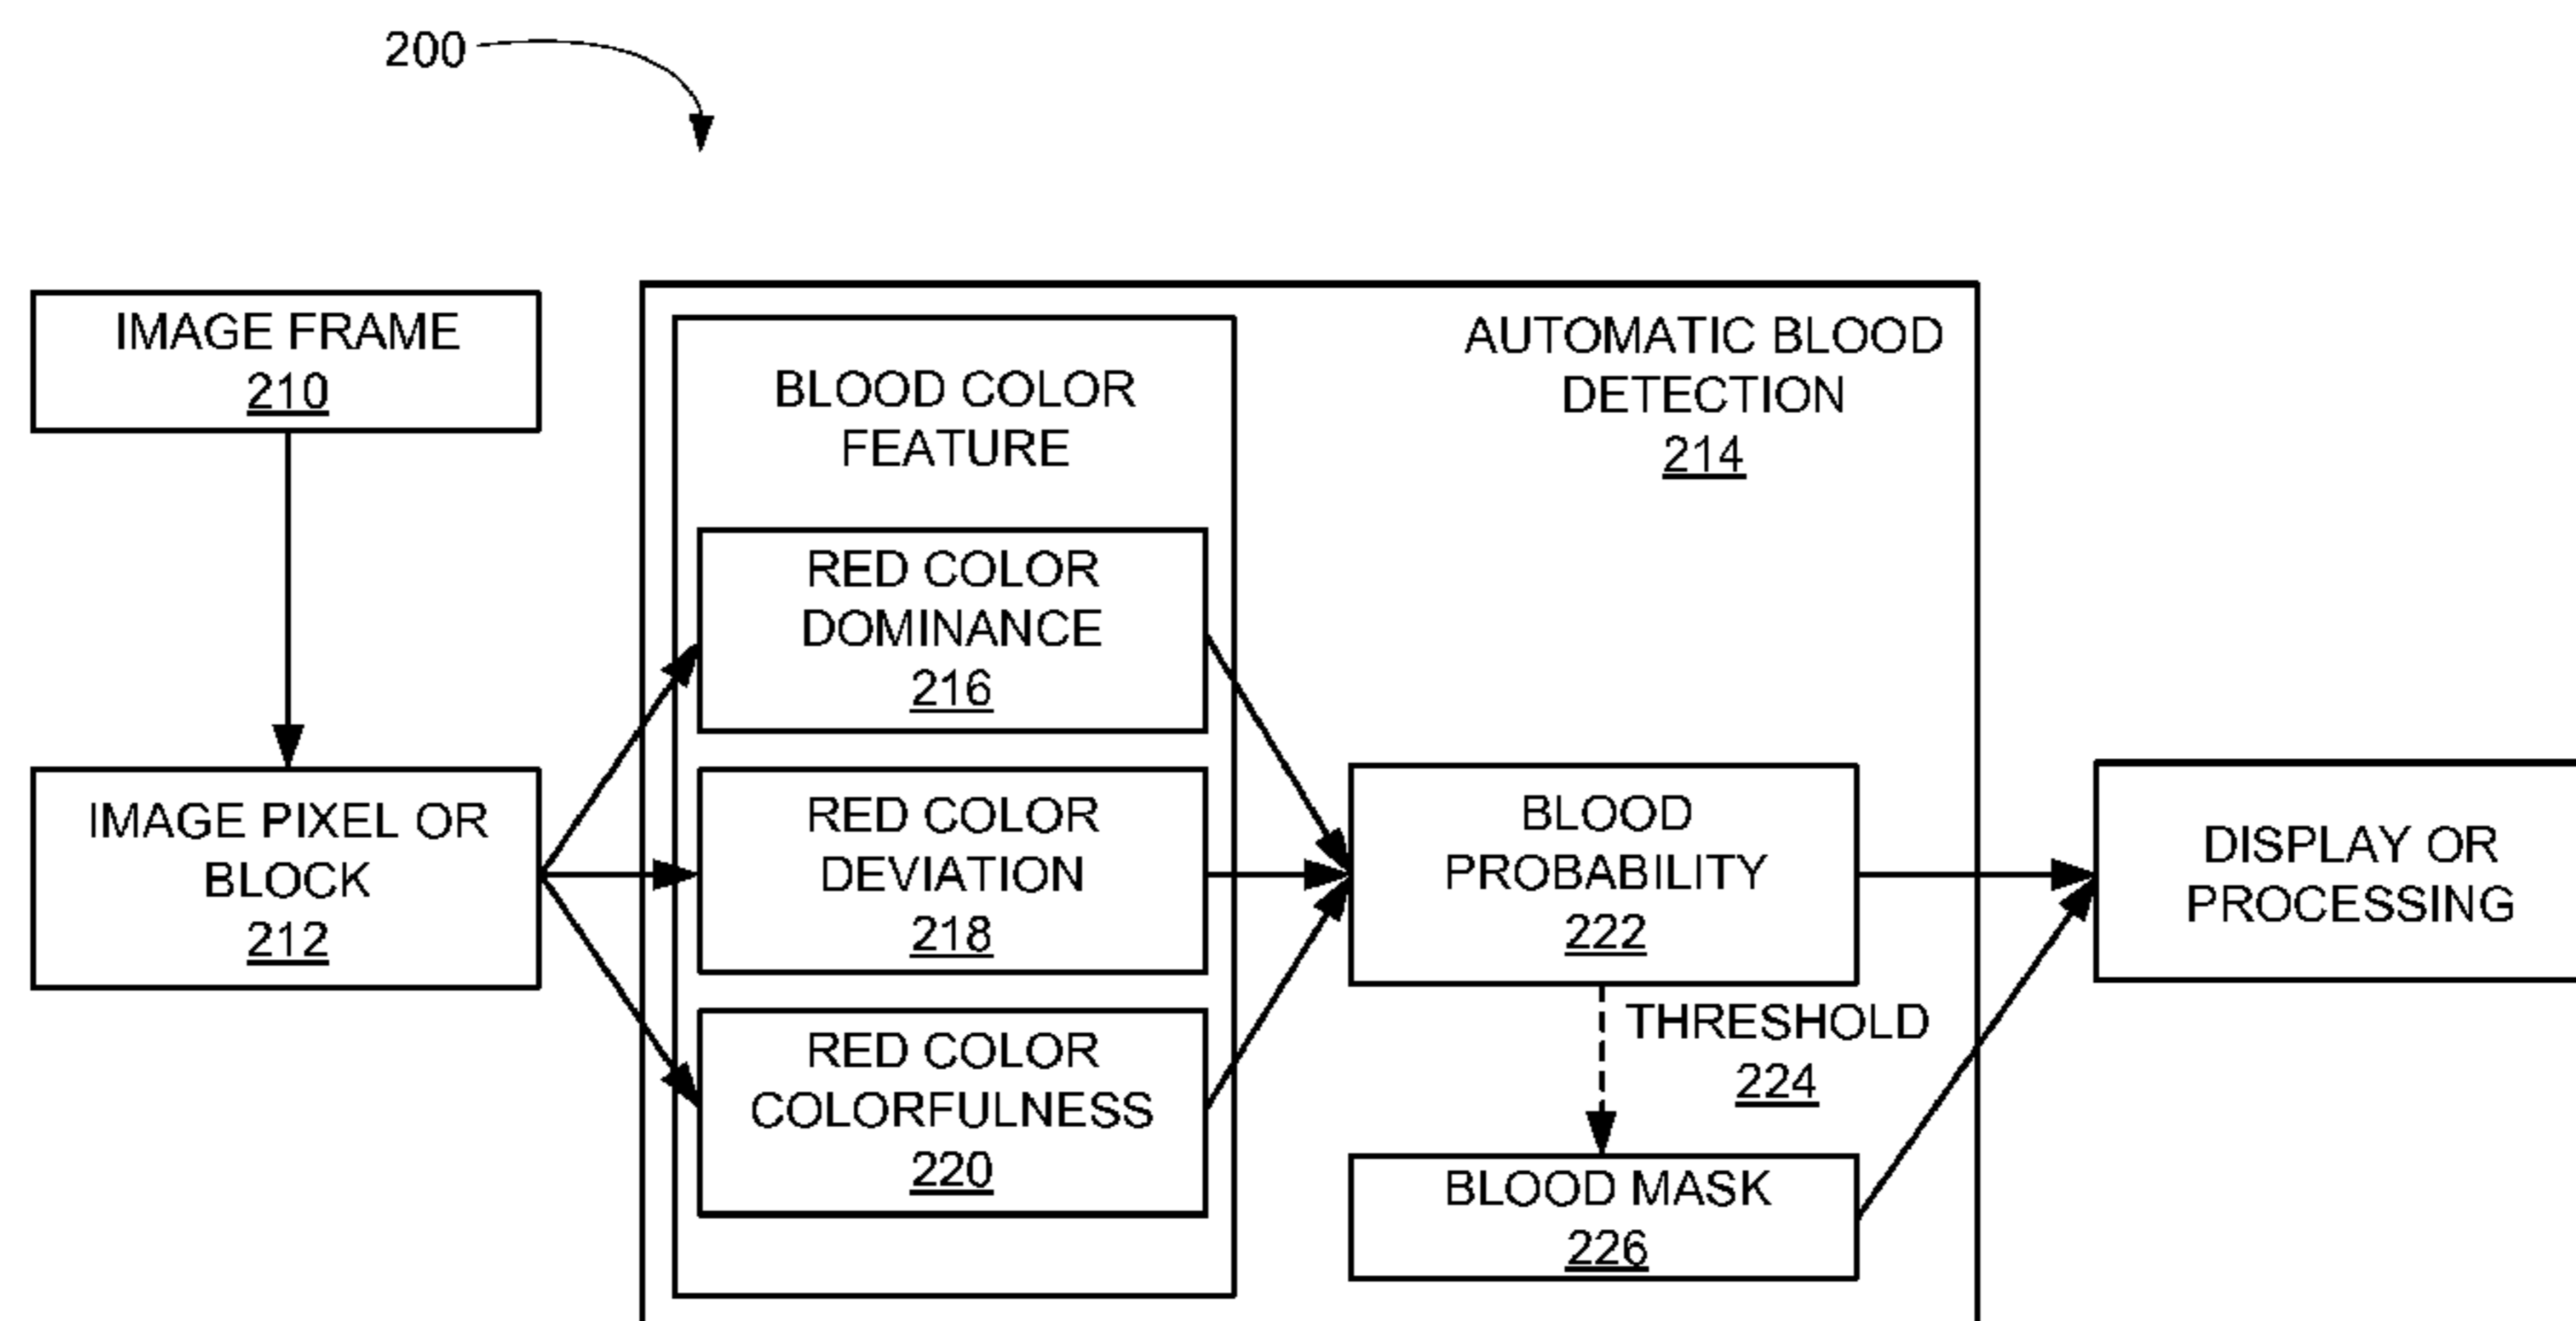 200
IMAGE FRAME
210
IMAGE PIXEL OR
BLOCK
212
AUTOMATIC BLOOD
DETECTION
214
BLOOD COLOR
FEATURE
RED COLOR
DOMINANCE
216
RED COLOR
DEVIATION
218
RED COLOR
COLORFULNESS
220
BLOOD
PROBABILITY
222
THRESHOLD
224
BLOOD MASK
226
DISPLAY OR
PROCESSING